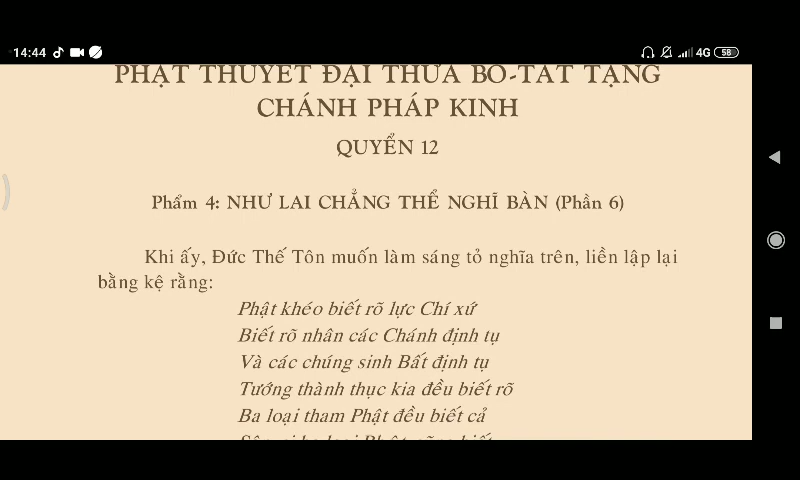 14:44
4G 58
PHẬT THUYẾT ĐẠI THỪA BỒ-TÁT TẠNG
CHÁNH PHÁP KINH
QUYỂN 12
Phẩm 4: NHƯ LAI CHẲNG THỂ NGHĨ BÀN (Phần 6)
Khi ấy, Đức Thế Tôn muốn làm sáng tỏ nghĩa trên, liền lập lại
bằng kệ rằng:
Phật khéo biết rõ lực Chí xứ
Biết rõ nhân các Chánh định tụ
Và các chúng sinh Bất định tụ
Tướng thành thục kia đều biết rõ
Ba loại tham Phật đều biết cả